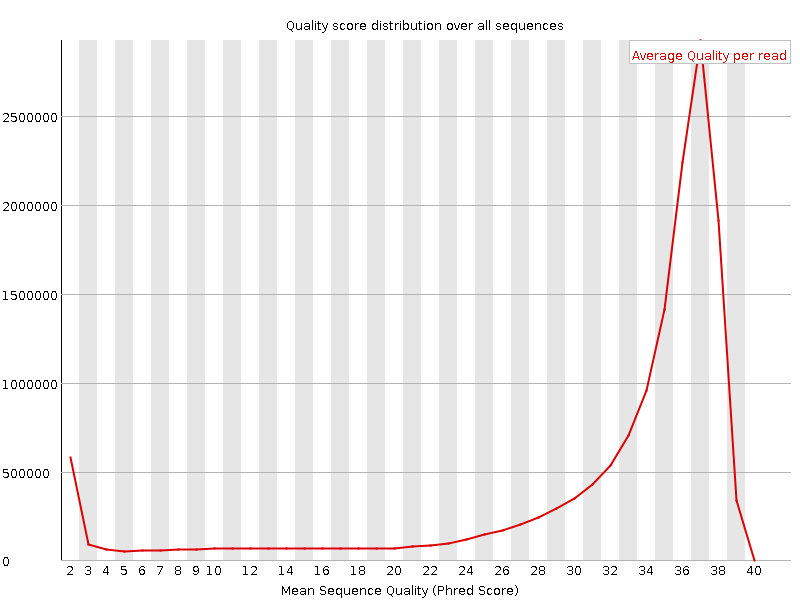 Quality score distribution over all sequences
Average Quality per read
2500000
2000000
1500000
1000000
500000
0
2 3 4 5 6 7 8 9 10 12 14 16 18 20 22 24 26 28 30 32 34 36 38 40
Mean Sequence Quality (Phred Score)